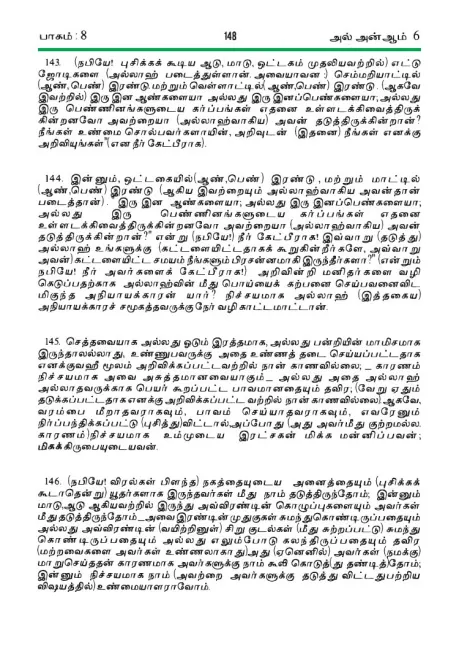 பாகம் : 8 148 அல் அன்ஆம் 6
143. (நபியே! புசிக்கக் கூடிய ஆடு, மாடு, ஒட்டகம் முதலியவற்றில்) எட்டு
ஜோடிகளை (அல்லாஹ் படைத்துள்ளான். அவையாவன :) செம்மறியாட்டில்
(ஆண்,பெண்) இரண்டு.மற்றும் வெள்ளாட்டில்( ஆண்,பெண்) இரண்டு . (ஆகவே
இவற்றில்) இரு இன ஆண்களையா அல்லது இரு இனப்பெண்களையா; அல்லது
இரு பெண்ணினங்களுடைய கர்ப்பங்கள் எதனை உள்ளடக்கிவைத்திருக்
கின்றனவோ அவற்றையா (அல்லாஹ்வாகிய) அவன் தடுத்திருக்கின்றான்?
நீங்கள் உண்மை சொல்பவர்களாயின், அறிவுடன் (இதனை) நீங்கள் எனக்கு
அறிவியுங்கள்"(என நீர் கேட்பீராக).
144. இன்னும், ஒட்டகையில்(ஆண்,பெண்) இரண்டு , மற்றும் மாட்டில்
(ஆண்,பெண்) இரண்டு (ஆகிய இவற்றையும் அல்லாஹ்வாகிய அவன்தான்
படைத்தான்) . இரு இன ஆண்களையா; அல்லது இரு இனப்பெண்களையா;
அல்லது இரு பெண்ணினங்களுடைய கர்ப்பங்கள் எதனை
உள்ளடக்கிவைத்திருக்கின்றனவோ அவற்றையா (அல்லாஹ்வாகிய) அவன்
தடுத்திருக்கின்றான்?" என்று (நபியே!) நீர் கேட்பீராக! இவ்வாறு (தடுத்து)
அல்லாஹ் உங்களுக்கு (கட்டளையிட்டதாகக் கூறுகின்றீர்களே, அவ்வாறு
அவன்) கட்டளையிட்ட சமயம் நீங்களும் பிரசன்னமாகி இருந்தீர்களா?" (என்றும்
நபியே! நீர் அவர்களைக் கேட்பீராக!) அறிவின்றி மனிதர்களை வழி
கெடுப்பதற்காக அல்லாஹ்வின் மீது பொய்யைக் கற்பனை செய்பவனைவிட
மிகுந்த அநியாயக்காரன் யார்? நிச்சயமாக அல்லாஹ் (இத்தகைய)
அநியாயக்காரச் சமூகத்தவருக்கு நேர் வழி காட்டமாட்டான்.
145. செத்தவையாக அல்லது ஓடும் இரத்தமாக, அல்லது பன்றியின் மாமிசமாக
இருந்தாலல்லாது, உண்ணுபவருக்கு அதை உண்ணத் தடை செய்யப்பட்டதாக
எனக்குவஹீ மூலம் அறிவிக்கப்பட்டவற்றில் நான் காணவில்லை; _ காரணம்
நிச்சயமாக அவை அசுத்தமானவையாகும்_ அல்லது அதை அல்லாஹ்
அல்லாதவருக்காக பெயர் கூறப்பட்ட பாவமானதையும் தவிர; (வேறு எதும்
தடுக்கப்பட்டதாக எனக்கு அறிவிக்கப்பட்டவற்றில் நான் காணவில்லை). ஆகவே,
வரம்பை மீறாதவராகவும், பாவம் செய்யாதவராகவும், எவரேனும்
நிர்ப்பந்திக்கப்பட்டு (புசித்து)விட்டால்,அப்போது (அது அவர்மீது குற்றமல்ல.
காரணம்) நிச்சயமாக உம்முடைய இரட்சகன் மிக்க மன்னிப்பவன்;
மிகக்கிருபையுடையவன்.
146. (நபியே! விரல்கள் பிளந்த) நகத்தையுடைய அனைத்தையும் (புசிக்கக்
கூடாதென்று) யூதர்களாக இருந்தவர்கள் மீது நாம் தடுத்திருந்தோம்; இன்னும்
மாடு,ஆடு ஆகியவற்றில் இருந்து அவ்விரண்டின் கொழுப்புகளையும் அவர்கள்
மீது தடுத்திருந்தோம்_அவை இரண்டின் முதுகுகள் சுமந்துகொண்டிருப்பதையும்
அல்லது அவ்விரண்டின் (வயிற்றினுள்) சிறு குடல்கள் (மீது சுற்றப்பட்டு) சுமந்து
கொண்டிருப்பதையும் அல்லது எலும்போடு கலந்திருப்பதையும் தவிர
(மற்றவைகளை அவர்கள் உண்ணலாகாது)அது (ஏனெனில்) அவர்கள் (நமக்கு)
மாறுசெய்ததன் காரணமாக அவர்களுக்கு நாம் கூலி கொடுத்(து தண்டித்)தோம்;
இன்னும் நிச்சயமாக நாம் (அவற்றை அவர்களுக்கு தடுத்து விட்டதுபற்றிய
விஷயத்தில்) உண்மையாளராவோம்.